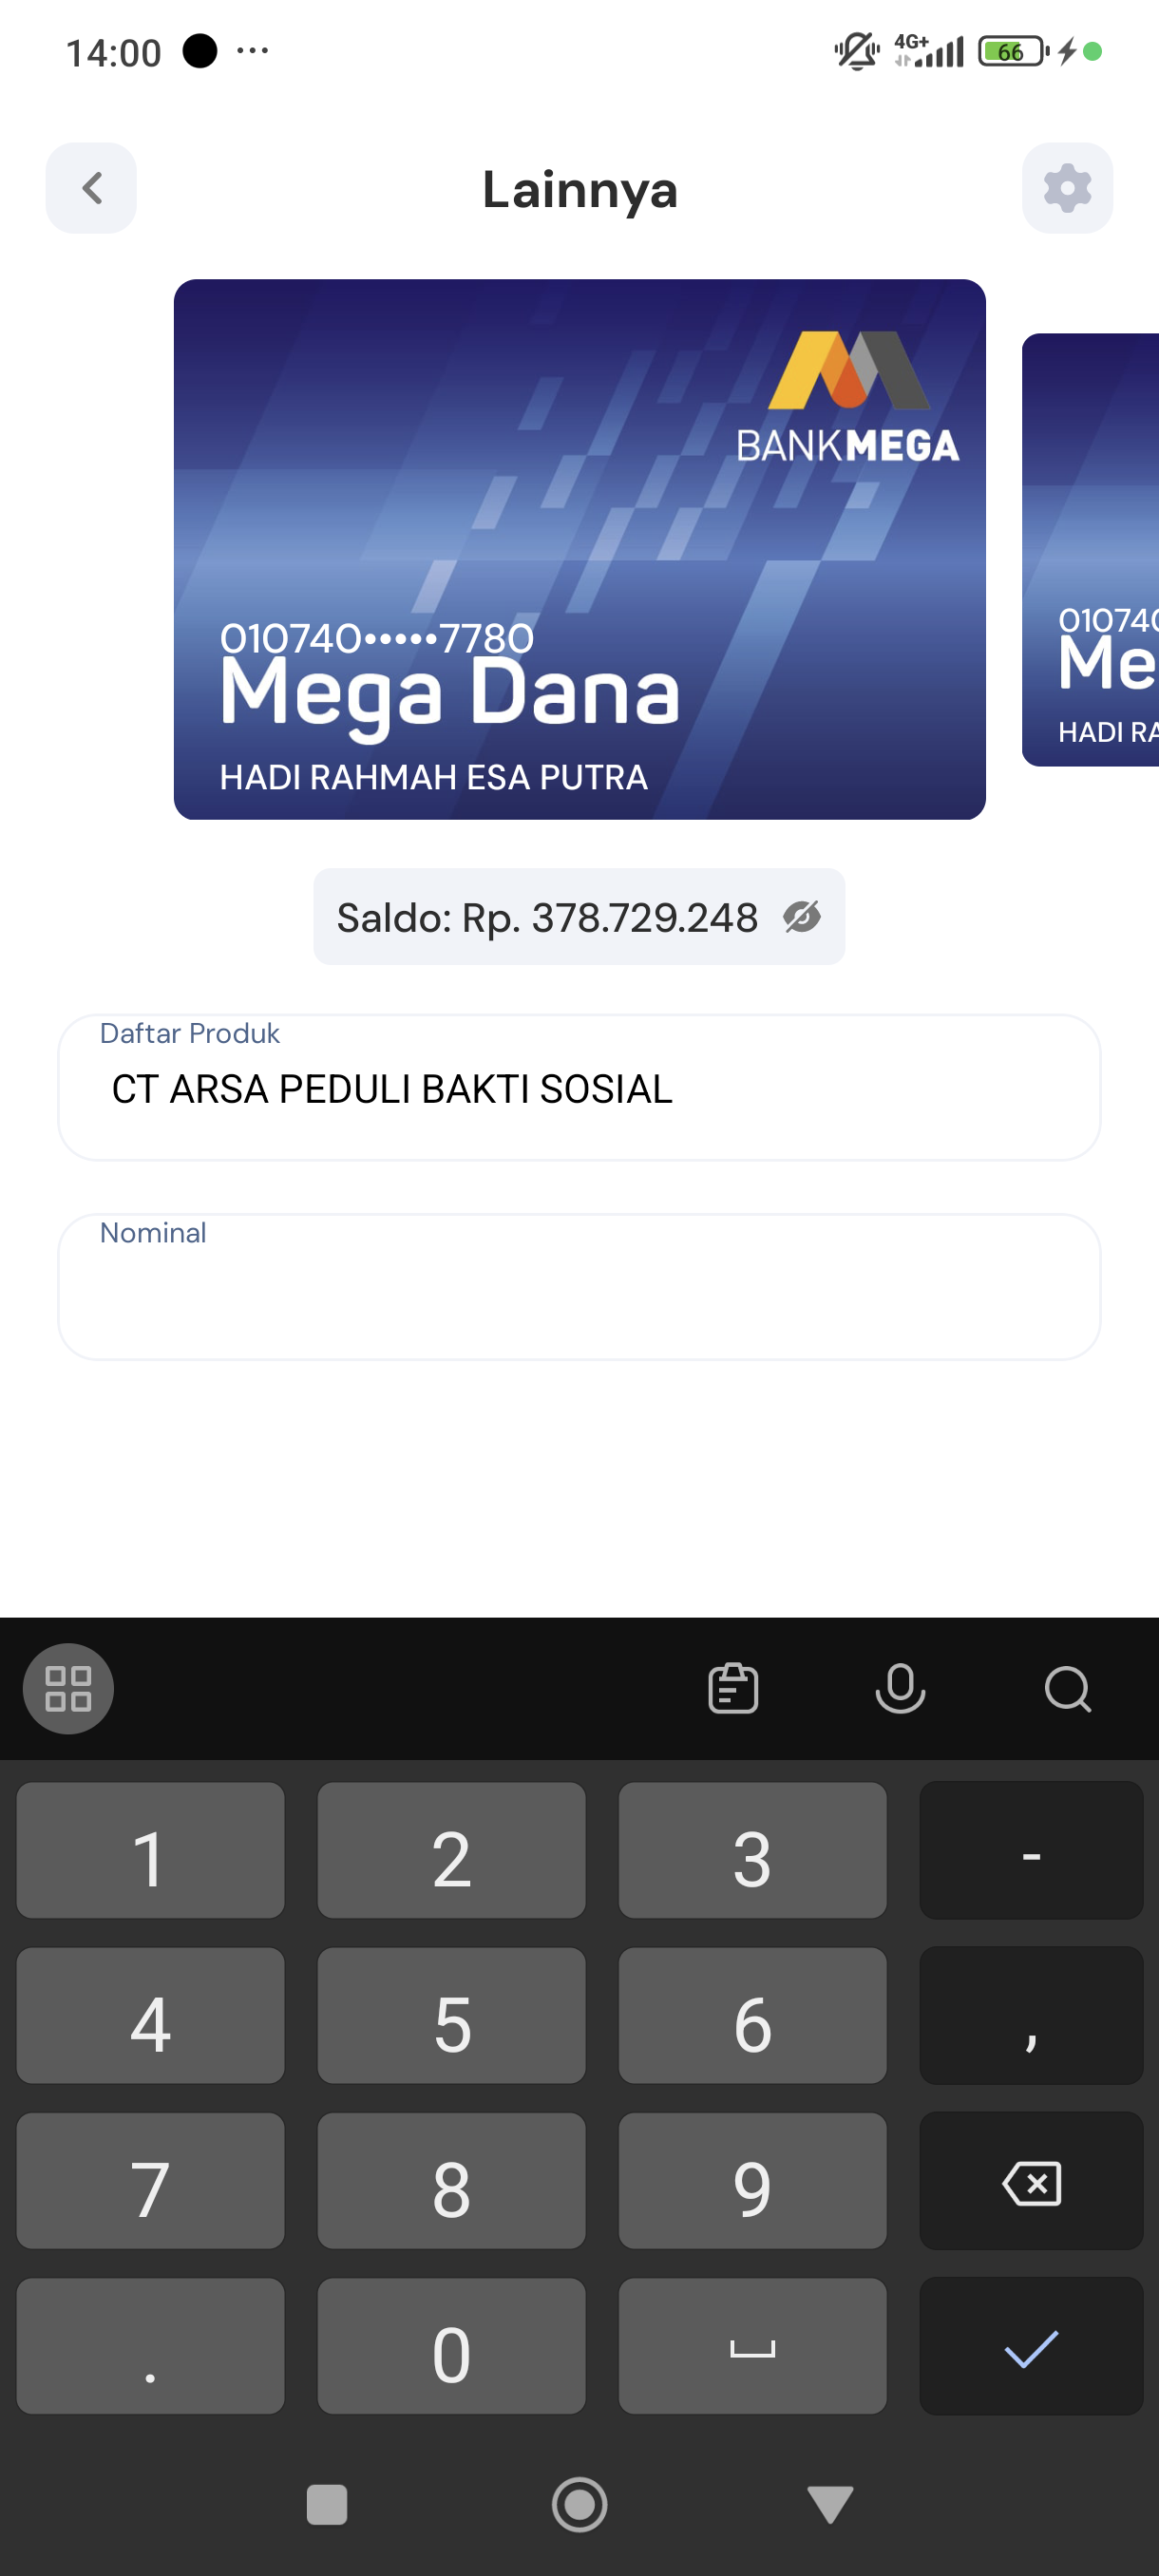 14:00 ...
4G+ 66
Lainnya
BANKMEGA
010740•••••7780
Mega Dana
HADI RAHMAH ESA PUTRA
010740
Me
HADI RA
Saldo: Rp. 378.729.248
Daftar Produk
CT ARSA PEDULI BAKTI SOSIAL
Nominal
1 2 3 -
4 5 6 ,
7 8 9
. 0